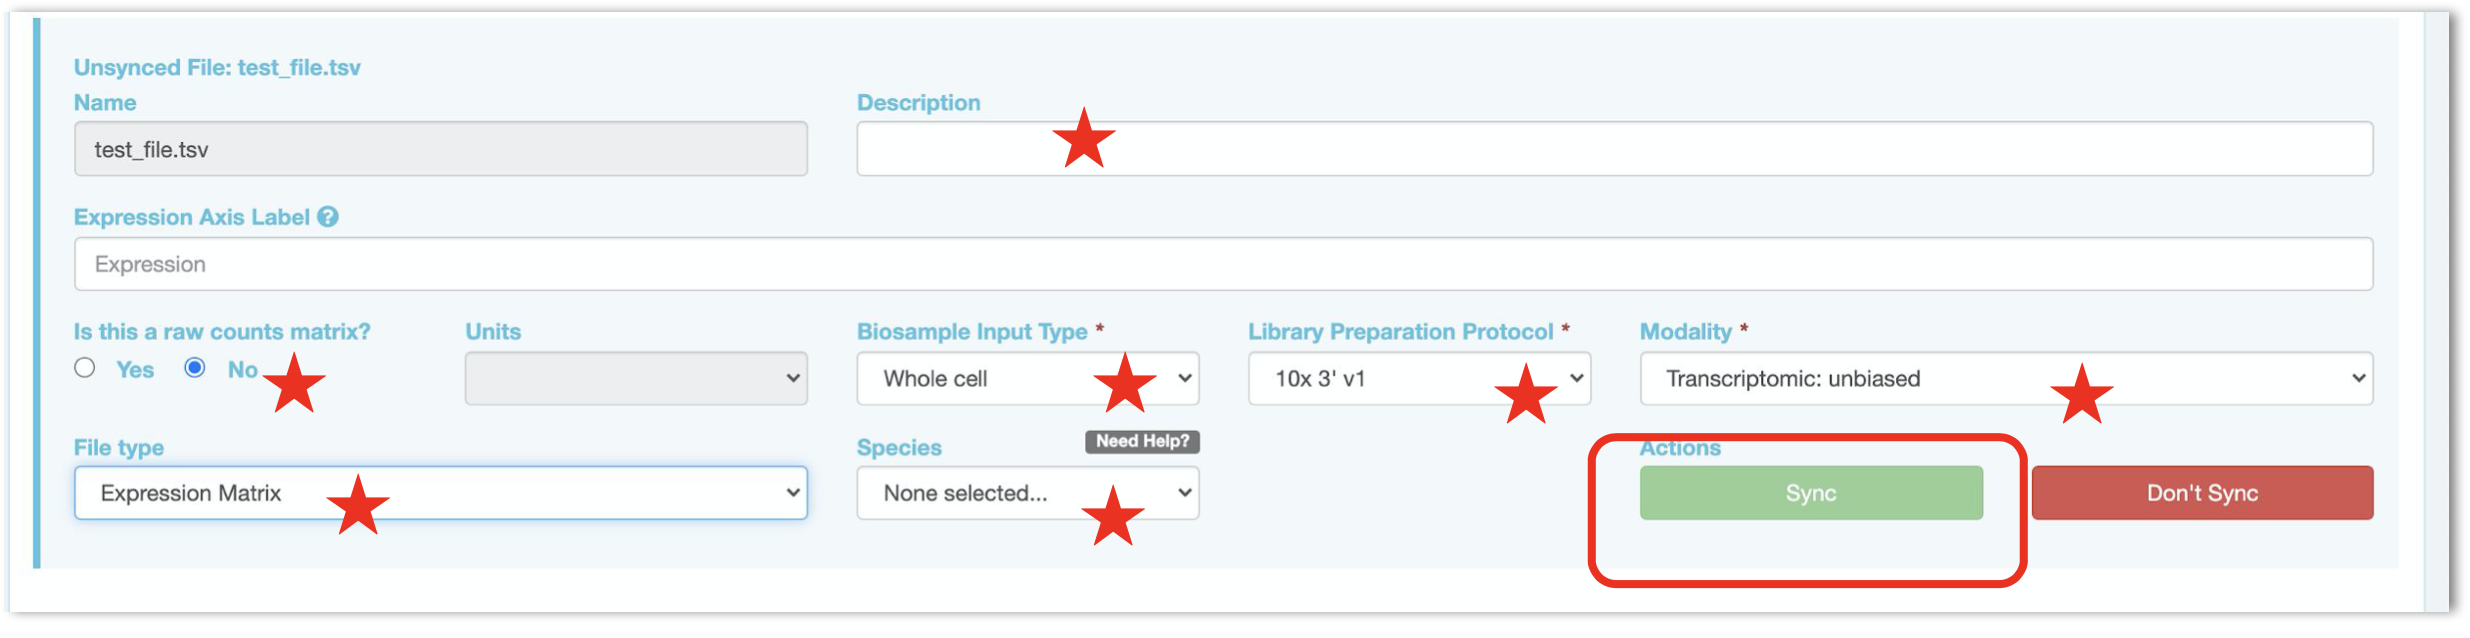 Unsynced File: test_file.tsv
Name
Description
test_file.tsv
Expression Axis Label ?
Expression
Is this a raw counts matrix?
Units
Biosample Input Type *
Library Preparation Protocol *
Modality *
Yes
No
Whole cell
10x 3' v1
Transcriptomic: unbiased
File type
Species
Need Help?
Actions
Expression Matrix
None selected...
Sync
Don't Sync